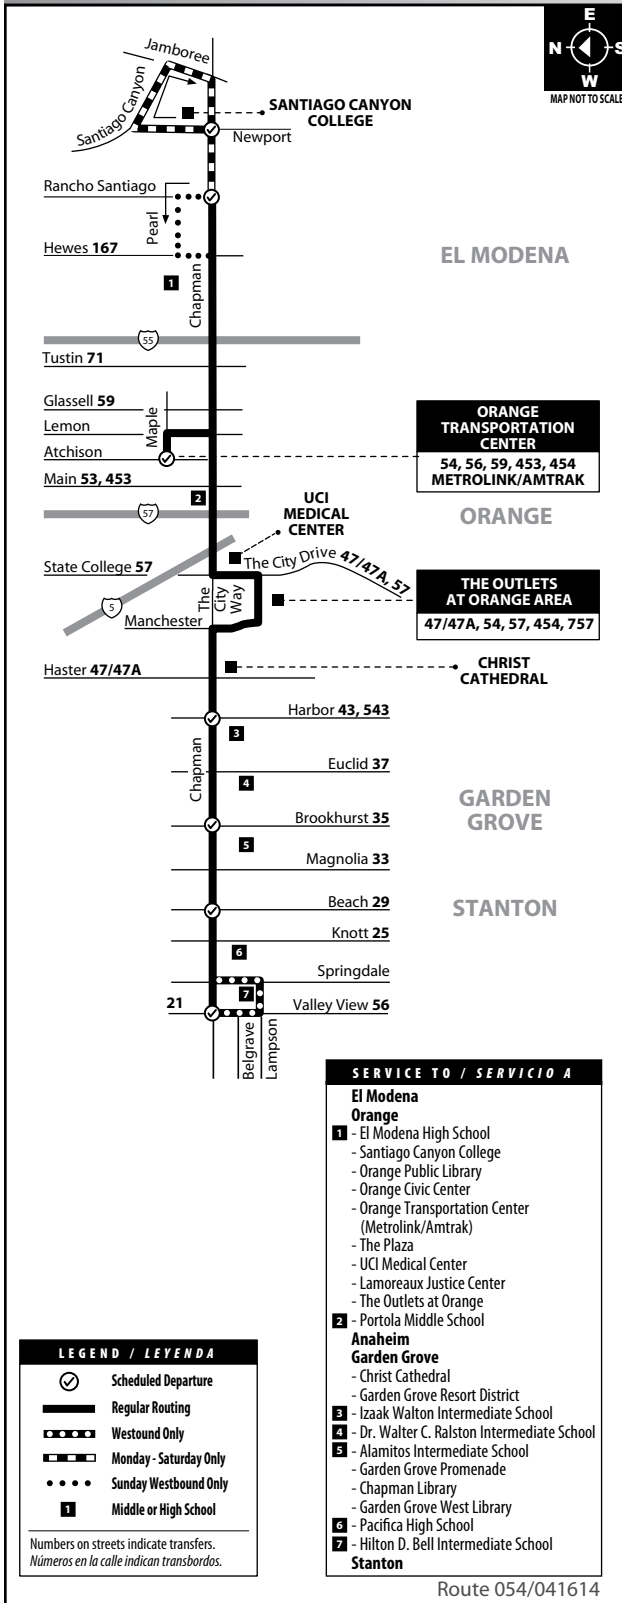 E
N
S
W
MAP NOT TO SCALE
Jamboree
Santiago Canyon
SANTIAGO CANYON
COLLEGE
Newport
Rancho Santiago
Pearl
Hewes 167
EL MODENA
1
Chapman
55
Tustin 71
Glassell 59
Maple
Lemon
Atchison
Main 53, 453
ORANGE
TRANSPORTATION
CENTER
54, 56, 59, 453, 454
METROLINK/AMTRAK
2
57
UCI
MEDICAL
CENTER
ORANGE
State College 57
The City Drive 47/47A, 57
5
The
City
Way
Manchester
THE OUTLETS
AT ORANGE AREA
47/47A, 54, 57, 454, 757
Haster 47/47A
CHRIST
CATHEDRAL
Harbor 43, 543
3
Chapman
Euclid 37
4
GARDEN
GROVE
Brookhurst 35
5
Magnolia 33
Beach 29
STANTON
Knott 25
6
Springdale
7
21
Valley View 56
Belgrave
Lampson
SERVICE TO / SERVICIO A
El Modena
Orange
1 - El Modena High School
- Santiago Canyon College
- Orange Public Library
- Orange Civic Center
- Orange Transportation Center
(Metrolink/Amtrak)
- The Plaza
- UCI Medical Center
- Lamoreaux Justice Center
- The Outlets at Orange
2 - Portola Middle School
Anaheim
Garden Grove
- Christ Cathedral
- Garden Grove Resort District
3 - Izaak Walton Intermediate School
4 - Dr. Walter C. Ralston Intermediate School
5 - Alamitos Intermediate School
- Garden Grove Promenade
- Chapman Library
- Garden Grove West Library
6 - Pacifica High School
7 - Hilton D. Bell Intermediate School
Stanton
LEGEND / LEYENDA
Scheduled Departure
Regular Routing
Westound Only
Monday - Saturday Only
Sunday Westbound Only
1 Middle or High School
Numbers on streets indicate transfers.
Números en la calle indican transbordos.
Route 054/041614